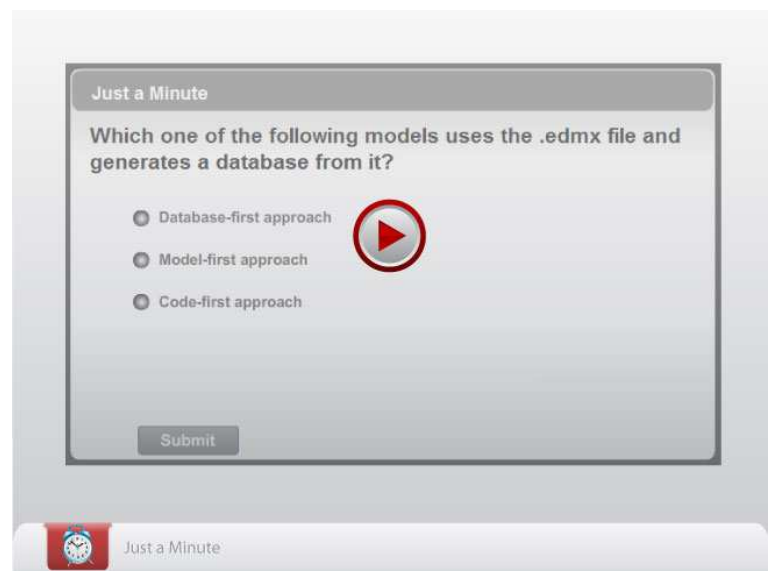 Just a Minute
Which one of the following models uses the .edmx file and
generates a database from it?
Database-first approach
Model-first approach
Code-first approach
Submit
Just a Minute